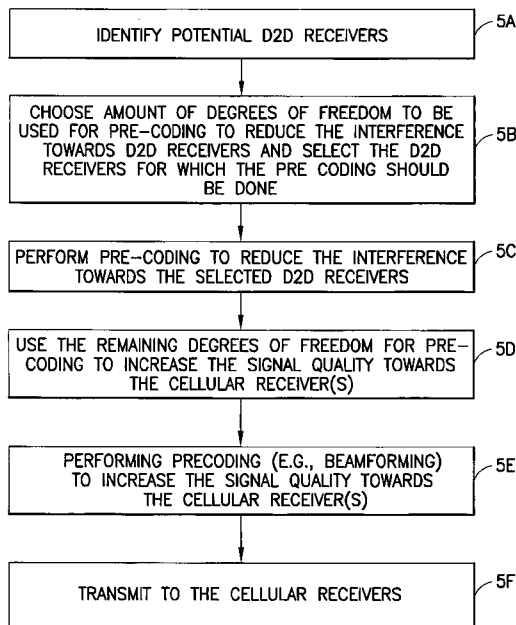 IDENTIFY POTENTIAL D2D RECEIVERS
5A
CHOOSE AMOUNT OF DEGREES OF FREEDOM TO BE
USED FOR PRE-CODING TO REDUCE THE INTERFERENCE
TOWARDS D2D RECEIVERS AND SELECT THE D2D
RECEIVERS FOR WHICH THE PRE CODING SHOULD
BE DONE
5B
PERFORM PRE-CODING TO REDUCE THE INTERFERENCE
TOWARDS THE SELECTED D2D RECEIVERS
5C
USE THE REMAINING DEGREES OF FREEDOM FOR PRE-
CODING TO INCREASE THE SIGNAL QUALITY TOWARDS
THE CELLULAR RECEIVER(S)
5D
PERFORMING PRECODING (E.G., BEAMFORMING)
TO INCREASE THE SIGNAL QUALITY TOWARDS
THE CELLULAR RECEIVER(S)
5E
TRANSMIT TO THE CELLULAR RECEIVERS
5F